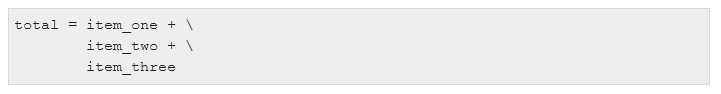 total = item_one + \
        item_two + \
        item_three